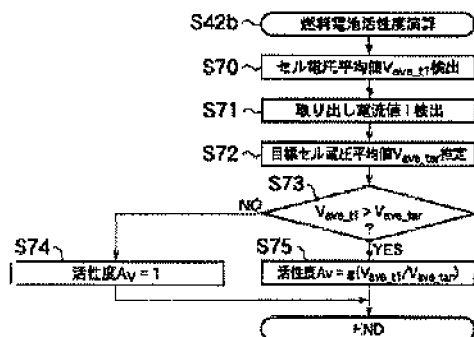 S42b
燃料電池活性度演算
S70
セル電圧平均値Vave_t1検出
S71
取り出し電流値I検出
S72
目標セル電圧平均値Vave_tar推定
S73
NO
Vave_t1 > Vave_tar
?
S74
S75
YES
活性度Av = 1
活性度Av = g(Vave_t1/Vave_tar)
END